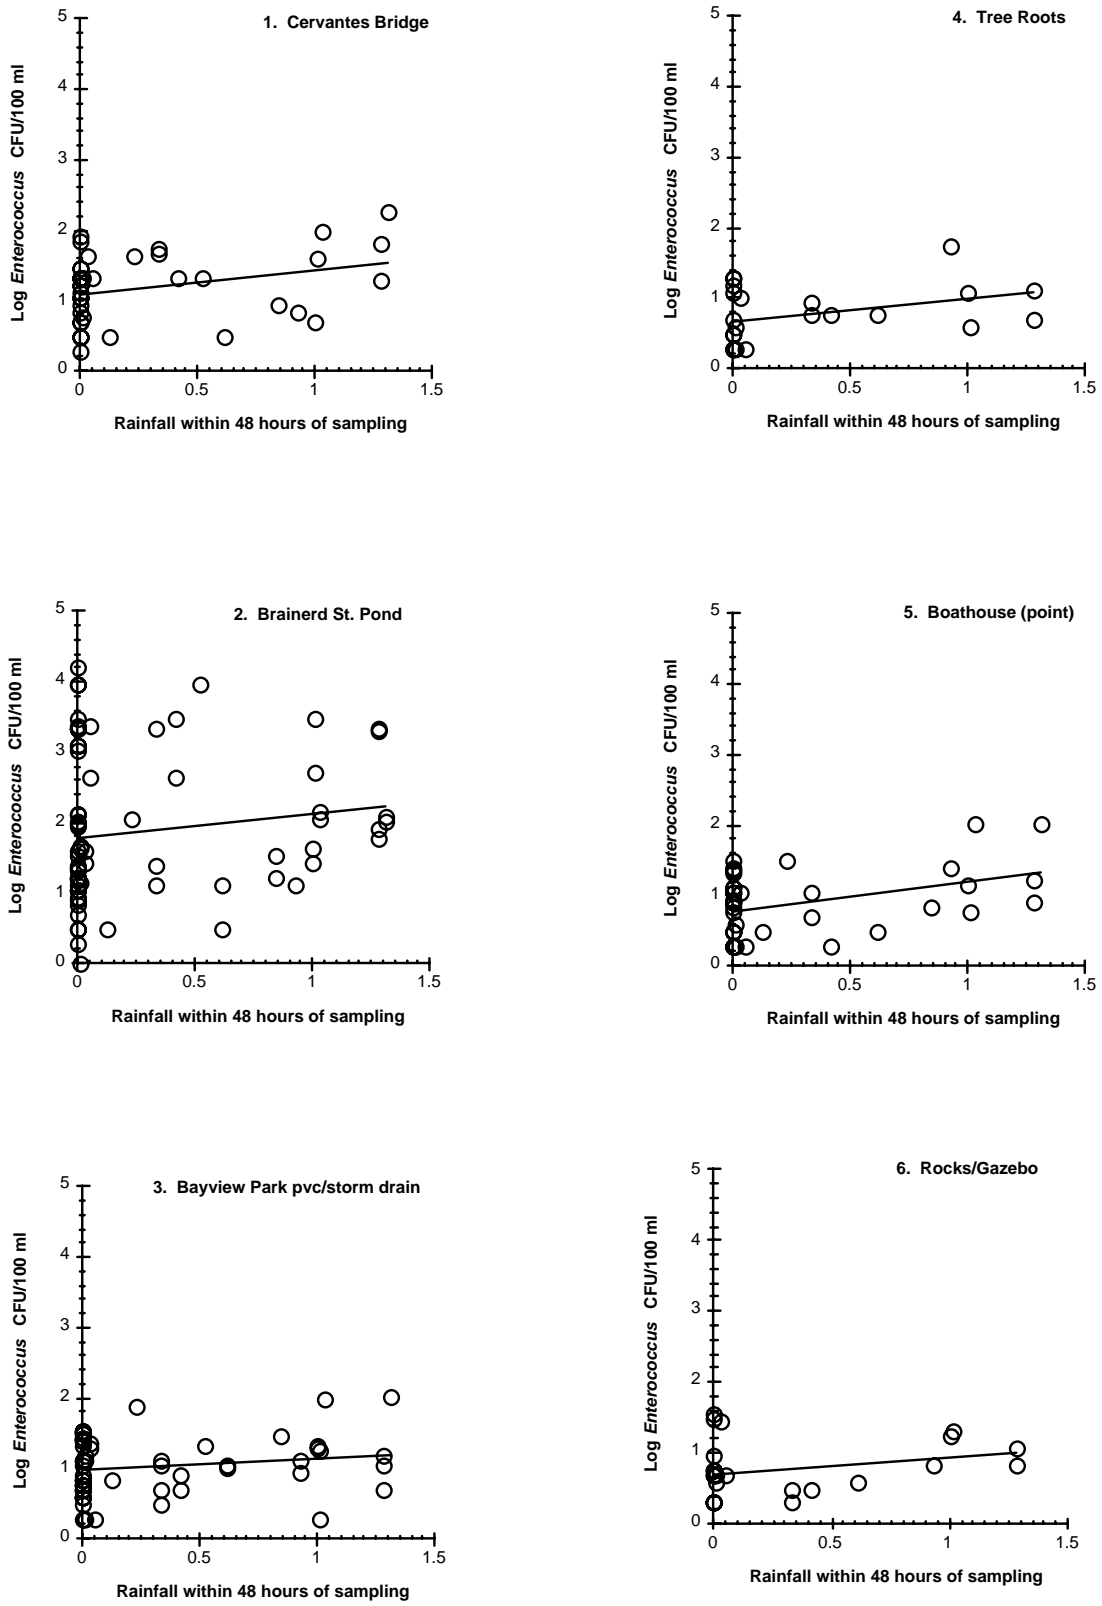 1. Cervantes Bridge
Log Enterococcus CFU/100 ml
5
4
3
2
1
0
0 0.5 1 1.5
Rainfall within 48 hours of sampling
4. Tree Roots
Log Enterococcus CFU/100 ml
5
4
3
2
1
0
0 0.5 1 1.5
Rainfall within 48 hours of sampling
2. Brainerd St. Pond
Log Enterococcus CFU/100 ml
5
4
3
2
1
0
0 0.5 1 1.5
Rainfall within 48 hours of sampling
5. Boathouse (point)
Log Enterococcus CFU/100 ml
5
4
3
2
1
0
0 0.5 1 1.5
Rainfall within 48 hours of sampling
3. Bayview Park pvc/storm drain
Log Enterococcus CFU/100 ml
5
4
3
2
1
0
0 0.5 1 1.5
Rainfall within 48 hours of sampling
6. Rocks/Gazebo
Log Enterococcus CFU/100 ml
5
4
3
2
1
0
0 0.5 1 1.5
Rainfall within 48 hours of sampling